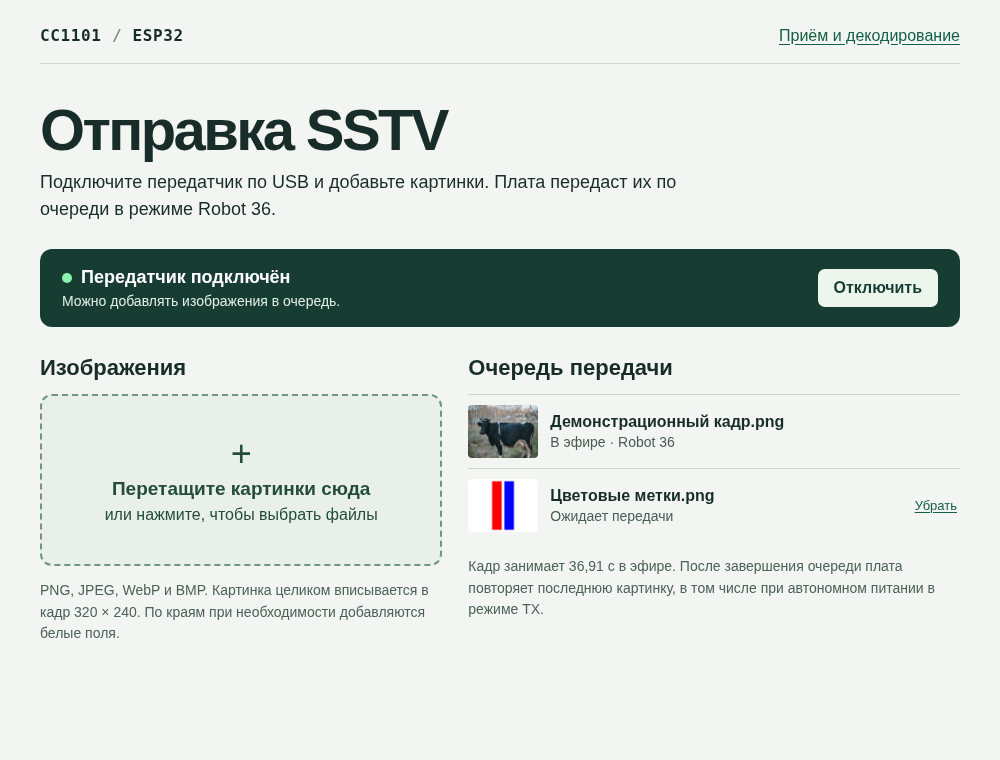 CC1101 / ESP32
Приём и декодирование
Отправка SSTV
Подключите передатчик по USB и добавьте картинки. Плата передаст их по
очереди в режиме Robot 36.
Передатчик подключён
Можно добавлять изображения в очередь.
Отключить
Изображения
+
Перетащите картинки сюда
или нажмите, чтобы выбрать файлы
PNG, JPEG, WebP и BMP. Картинка целиком вписывается в
кадр 320 × 240. По краям при необходимости добавляются
белые поля.
Очередь передачи
Демонстрационный кадр.png
В эфире · Robot 36
Цветовые метки.png
Ожидает передачи
Убрать
Кадр занимает 36,91 с в эфире. После завершения очереди плата
повторяет последнюю картинку, в том числе при автономном питании в
режиме TX.